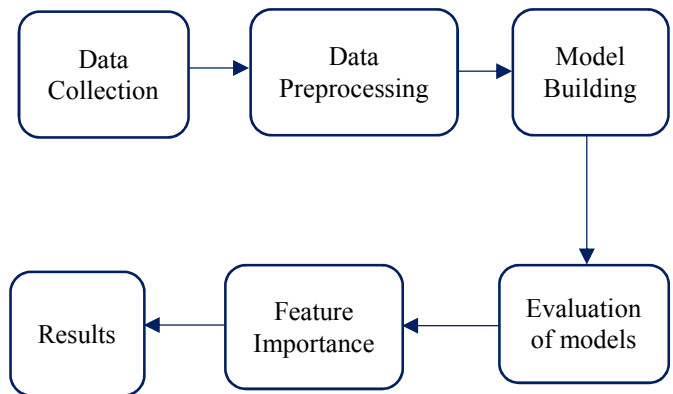 Data
Collection
Data
Preprocessing
Model
Building
Evaluation
of models
Feature
Importance
Results